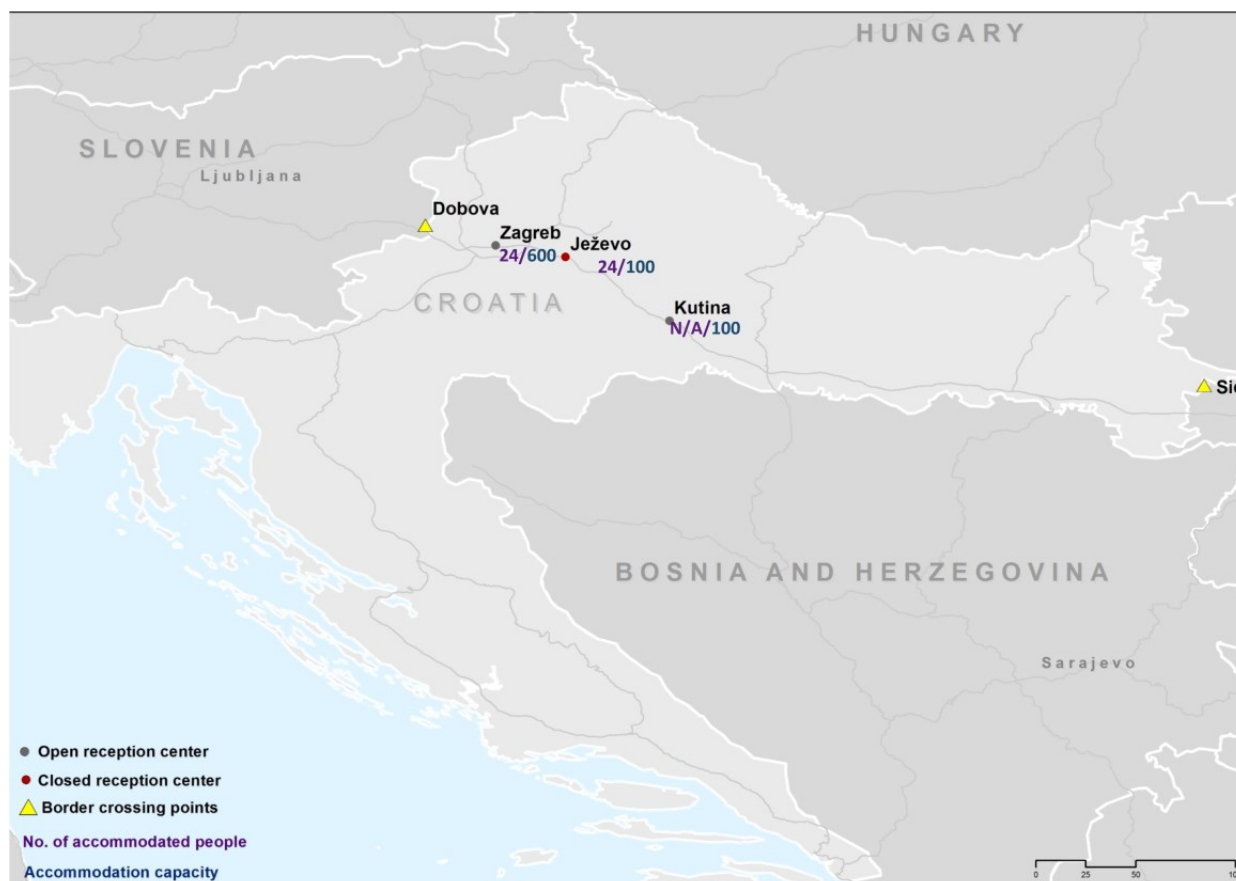 HUNGARY
SLOVENIA
Ljubljana
Dobova
Zagreb
24/600
Ježevo
24/100
CROATIA
Kutina
N/A/100
BOSNIA AND HERZEGOVINA
Sarajevo
Open reception center
Closed reception center
Border crossing points
No. of accommodated people
Accommodation capacity
0 25 50